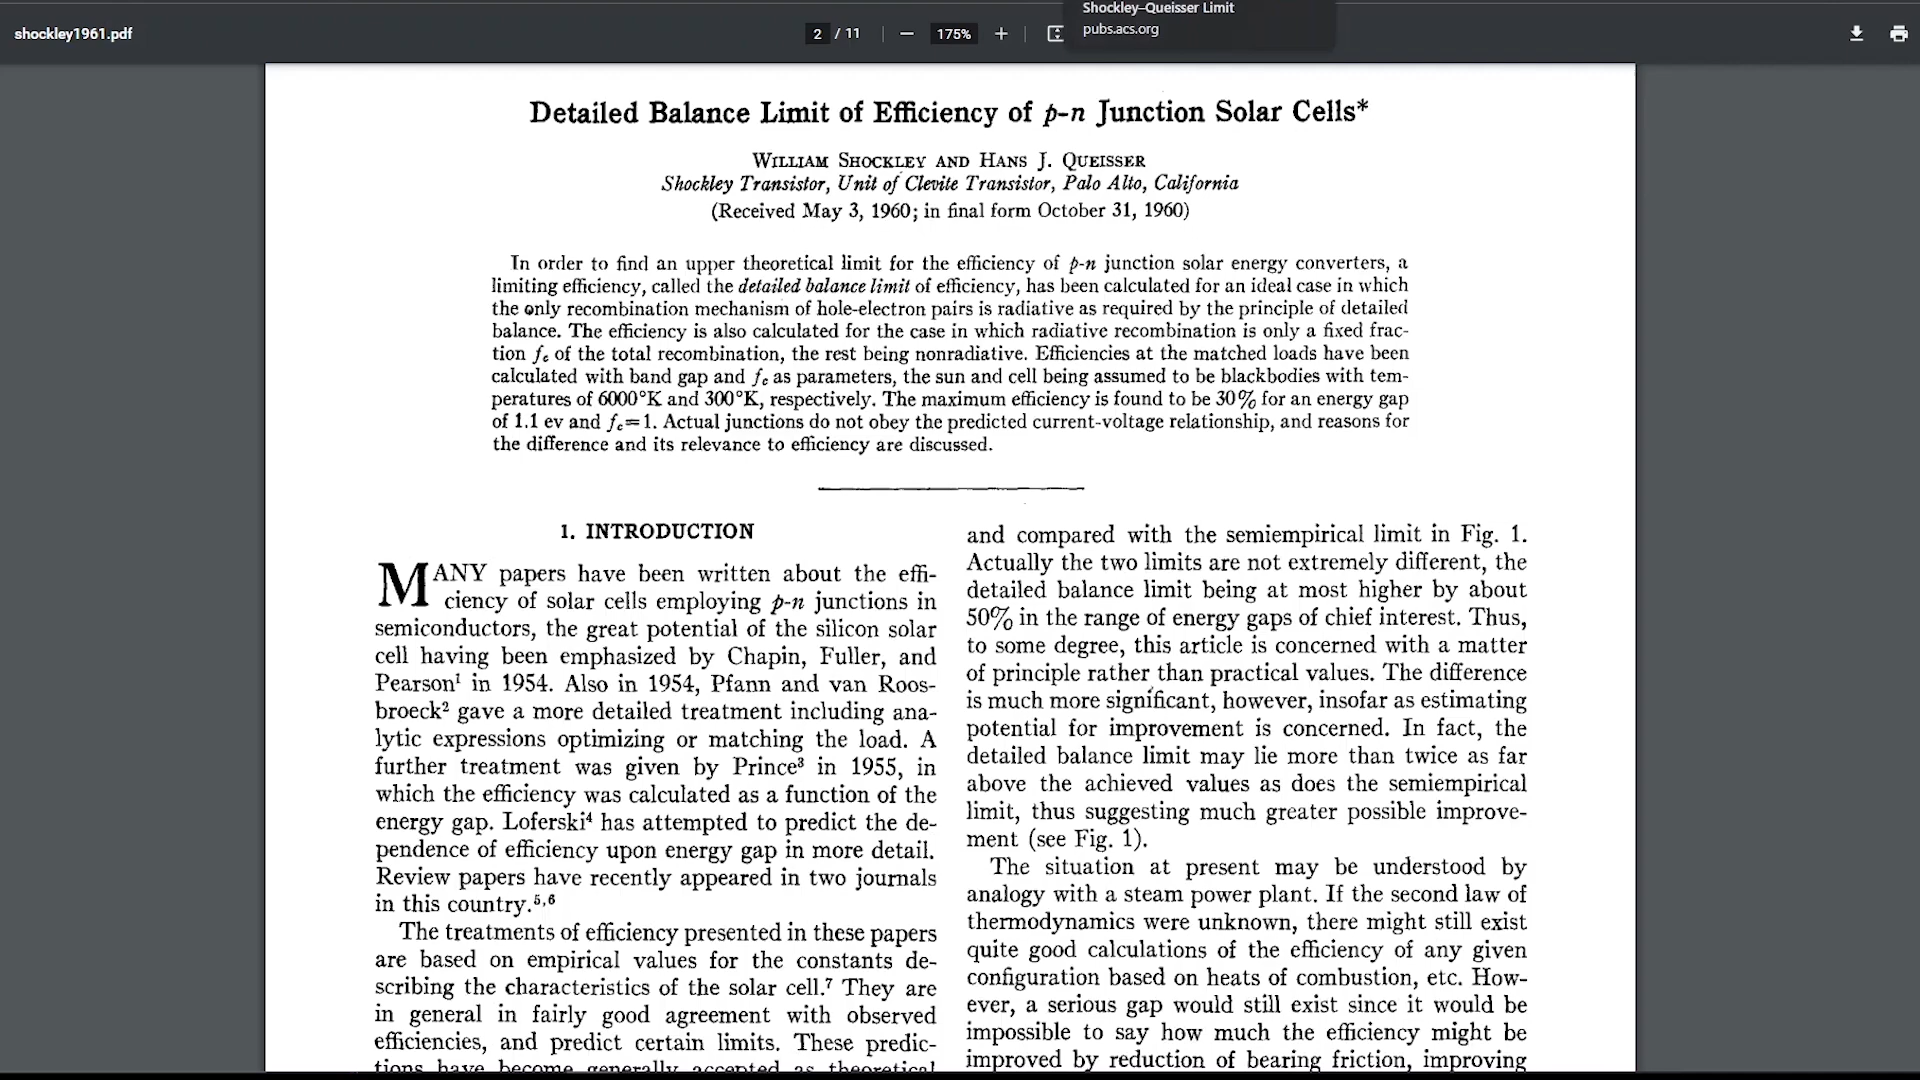 Shockley–Queisser Limit
pubs.acs.org
shockley1961.pdf
2 / 11
175%
Detailed Balance Limit of Efficiency of p-n Junction Solar Cells*
WILLIAM SHOCKLEY AND HANS J. QUEISSER
Shockley Transistor, Unit of Clevite Transistor, Palo Alto, California
(Received May 3, 1960; in final form October 31, 1960)
In order to find an upper theoretical limit for the efficiency of p-n junction solar energy converters, a
limiting efficiency, called the detailed balance limit of efficiency, has been calculated for an ideal case in which
the only recombination mechanism of hole-electron pairs is radiative as required by the principle of detailed
balance. The efficiency is also calculated for the case in which radiative recombination is only a fixed frac-
tion fc of the total recombination, the rest being nonradiative. Efficiencies at the matched loads have been
calculated with band gap and fc as parameters, the sun and cell being assumed to be blackbodies with tem-
peratures of 6000°K and 300°K, respectively. The maximum efficiency is found to be 30% for an energy gap
of 1.1 ev and fc=1. Actual junctions do not obey the predicted current-voltage relationship, and reasons for
the difference and its relevance to efficiency are discussed.
1. INTRODUCTION
MANY papers have been written about the effi-
ciency of solar cells employing p-n junctions in
semiconductors, the great potential of the silicon solar
cell having been emphasized by Chapin, Fuller, and
Pearson¹ in 1954. Also in 1954, Pfann and van Roos-
broeck² gave a more detailed treatment including ana-
lytic expressions optimizing or matching the load. A
further treatment was given by Prince³ in 1955, in
which the efficiency was calculated as a function of the
energy gap. Loferski⁴ has attempted to predict the de-
pendence of efficiency upon energy gap in more detail.
Review papers have recently appeared in two journals
in this country.⁵,⁶
The treatments of efficiency presented in these papers
are based on empirical values for the constants de-
scribing the characteristics of the solar cell.⁷ They are
in general in fairly good agreement with observed
efficiencies, and predict certain limits. These predic-
tions have become generally accepted as theoretical
and compared with the semiempirical limit in Fig. 1.
Actually the two limits are not extremely different, the
detailed balance limit being at most higher by about
50% in the range of energy gaps of chief interest. Thus,
to some degree, this article is concerned with a matter
of principle rather than practical values. The difference
is much more significant, however, insofar as estimating
potential for improvement is concerned. In fact, the
detailed balance limit may lie more than twice as far
above the achieved values as does the semiempirical
limit, thus suggesting much greater possible improve-
ment (see Fig. 1).
The situation at present may be understood by
analogy with a steam power plant. If the second law of
thermodynamics were unknown, there might still exist
quite good calculations of the efficiency of any given
configuration based on heats of combustion, etc. How-
ever, a serious gap would still exist since it would be
impossible to say how much the efficiency might be
improved by reduction of bearing friction, improving